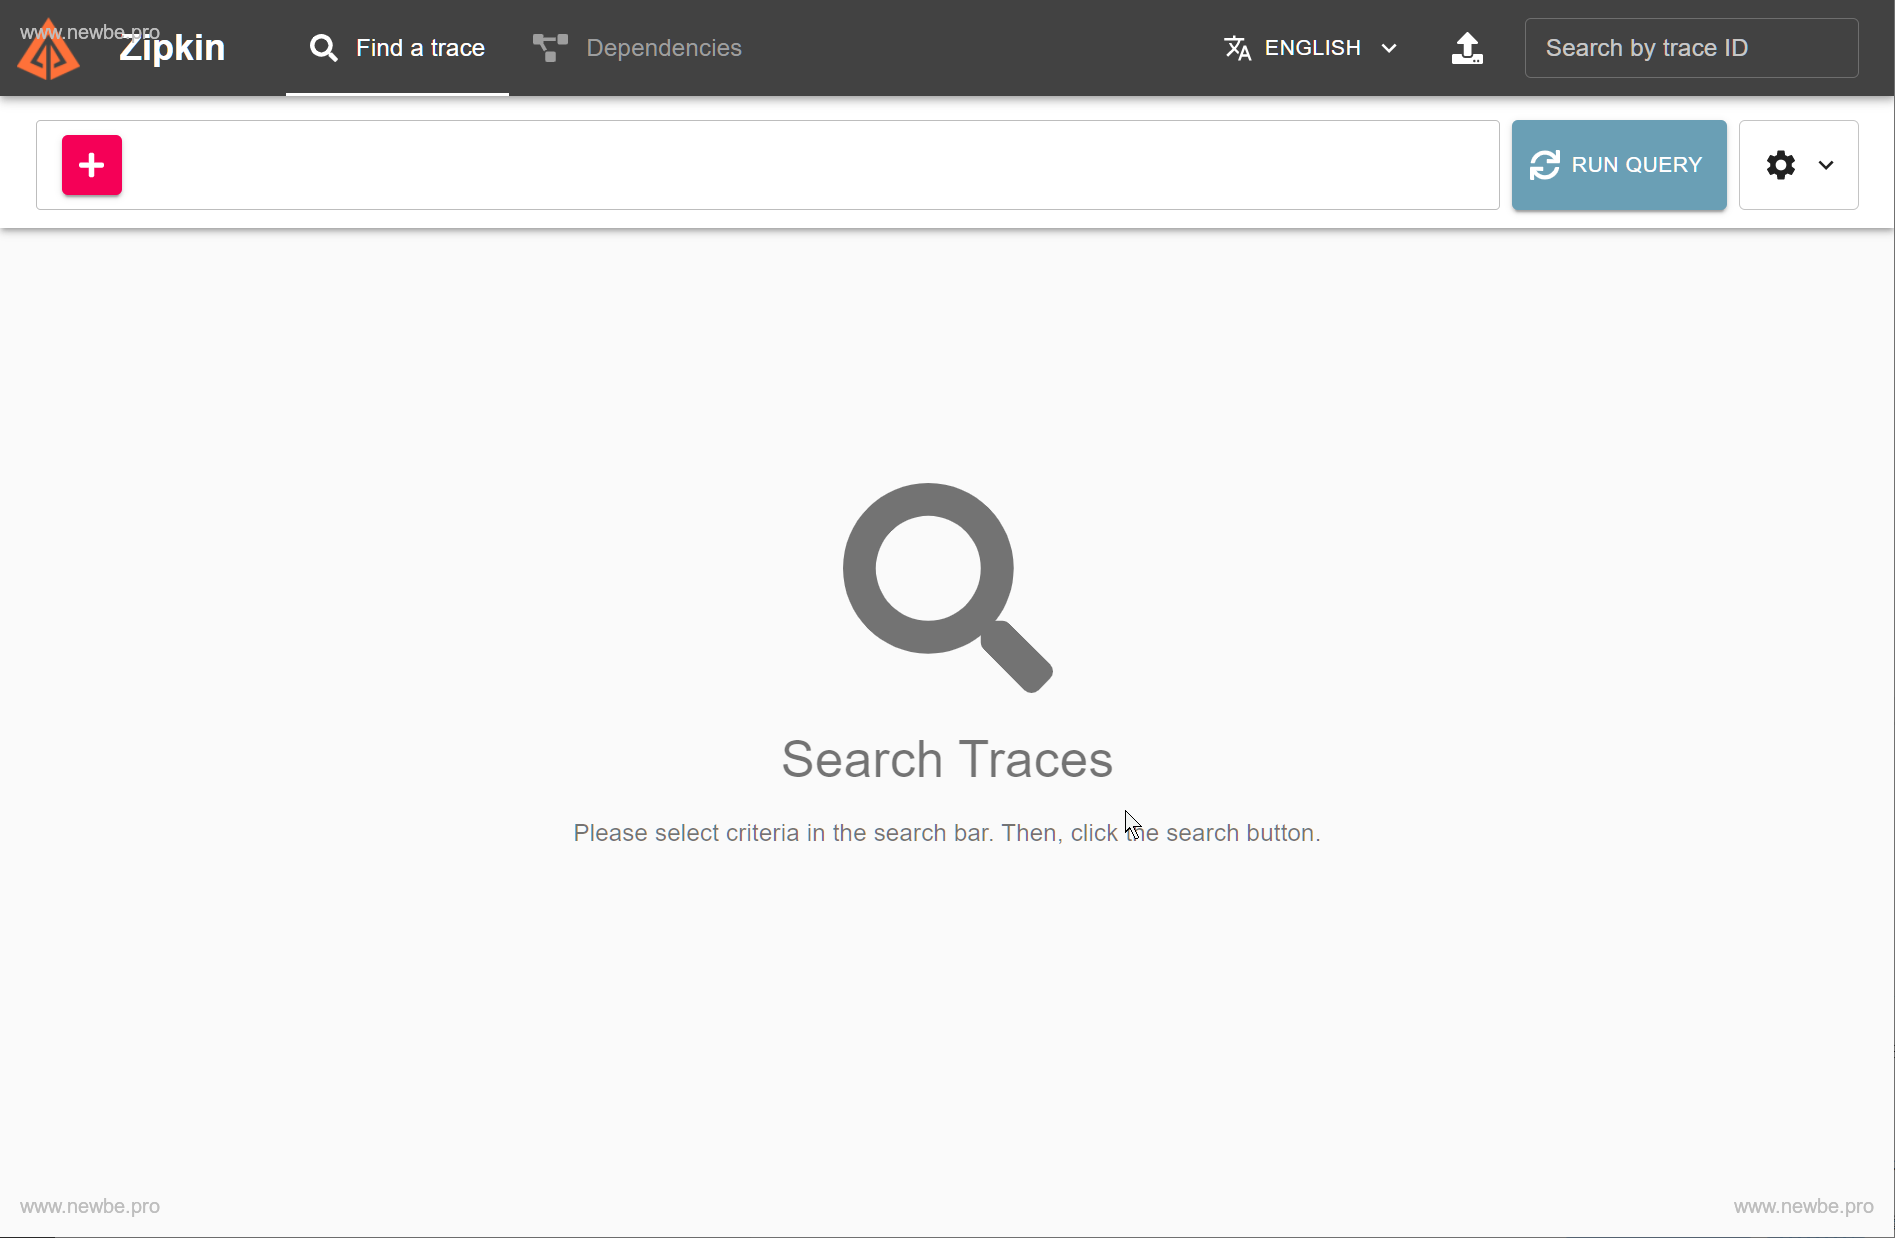 www.newbe.pro
Zipkin
Find a trace
Dependencies
ENGLISH
Search by trace ID
RUN QUERY
Search Traces
Please select criteria in the search bar. Then, click the search button.
www.newbe.pro
www.newbe.pro